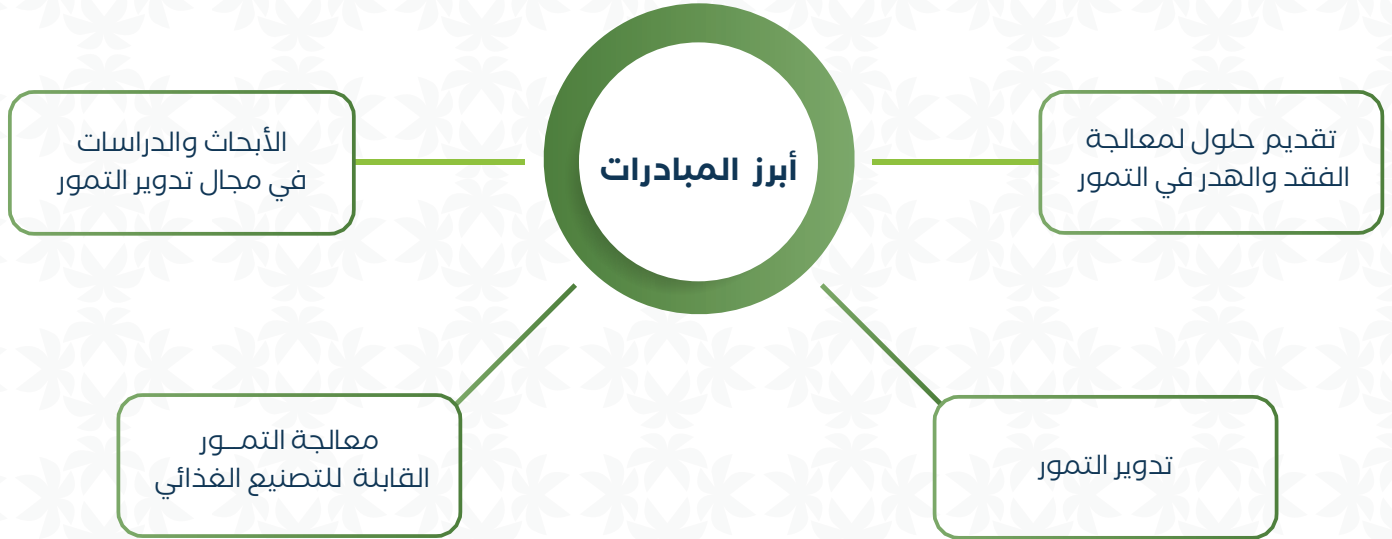 أبرز المبادرات
تقديم حلول لمعالجة
الفقد والهدر في التمور
تدوير التمور
معالجة التمــور
القابلة للتصنيع الغذائي
الأبحاث والدراسات
في مجال تدوير التمور